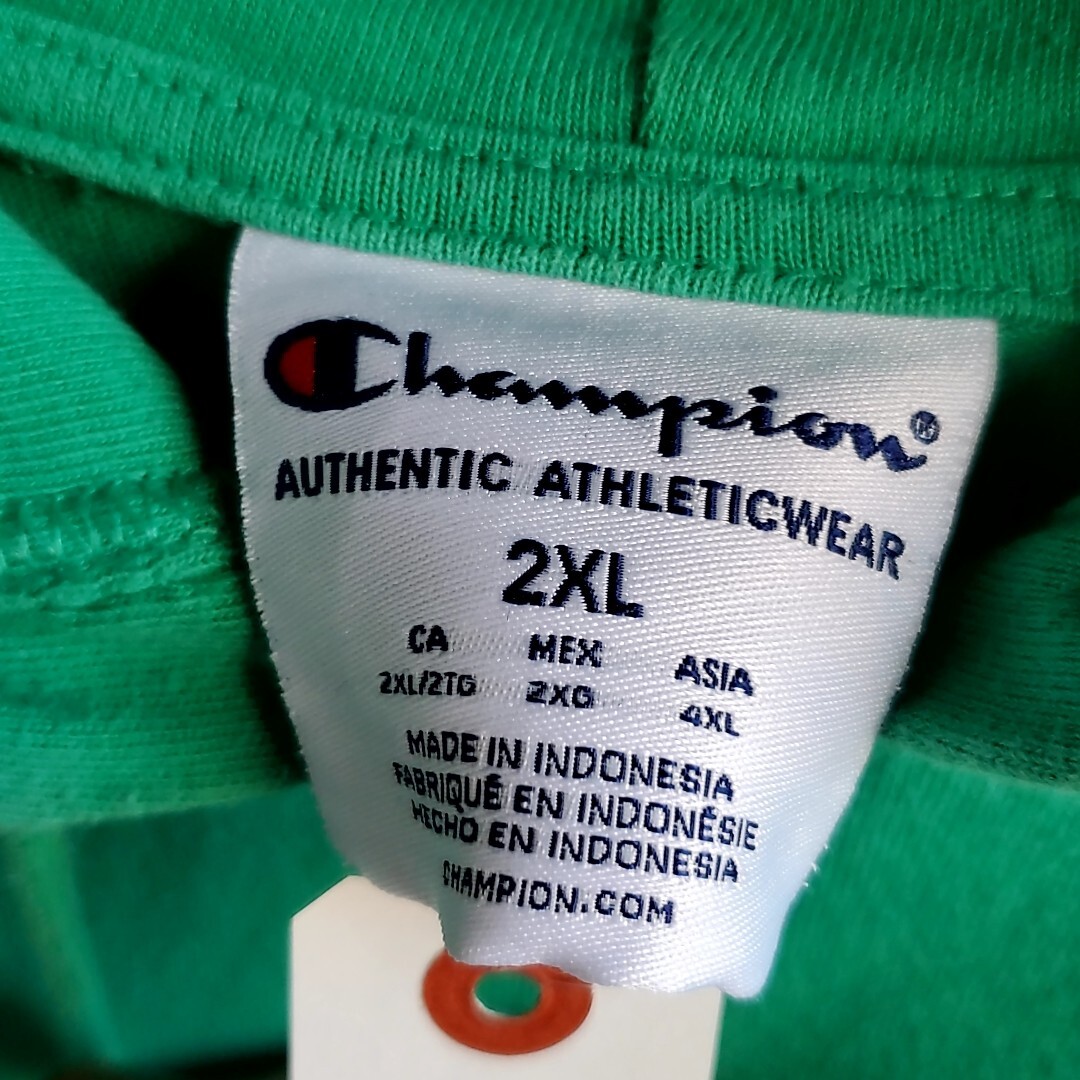 Champion®
AUTHENTIC ATHLETICWEAR
2XL
CA MEX ASIA
2XL/2TG 2XG 4XL
MADE IN INDONESIA
FABRIQUÉ EN INDONÉSIE
HECHO EN INDONESIA
CHAMPION.COM